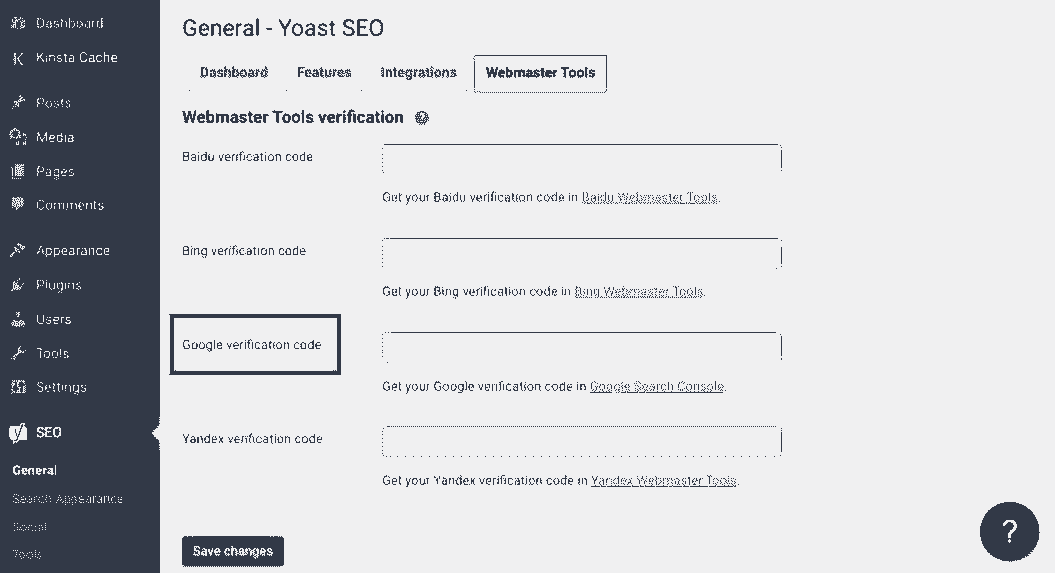 Dashboard
Kinsta Cache
Posts
Media
Pages
Comments
Appearance
Plugins
Users
Tools
Settings
SEO
General
Search Appearance
Social
Tools
General - Yoast SEO
Dashboard Features Integrations Webmaster Tools
Webmaster Tools verification ?
Baidu verification code
Get your Baidu verification code in Baidu Webmaster Tools.
Bing verification code
Get your Bing verification code in Bing Webmaster Tools.
Google verification code
Get your Google verification code in Google Search Console.
Yandex verification code
Get your Yandex verification code in Yandex Webmaster Tools.
Save changes
?